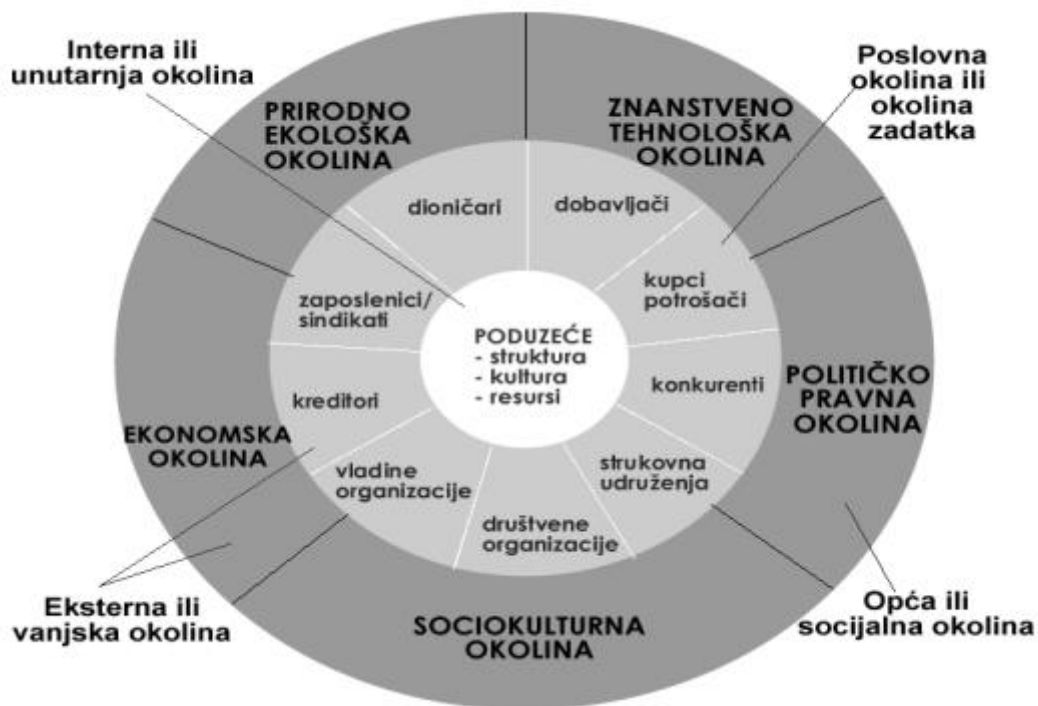 Interna ili
unutarnja okolina
Poslovna
okolina ili
okolina
zadatka
PRIRODNO
EKOLOŠKA
OKOLINA
ZNANSTVENO
TEHNOLOŠKA
OKOLINA
dioničari
dobavljači
zaposlenici/
sindikati
kupci
potrošači
PODUZEĆE
- struktura
- kultura
- resursi
kreditori
konkurenti
POLITIČKO
PRAVNA
OKOLINA
EKONOMSKA
OKOLINA
vladine
organizacije
strukovna
udruženja
društvene
organizacije
Eksterna ili
vanjska okolina
SOCIOKULTURNA
OKOLINA
Opća ili
socijalna okolina